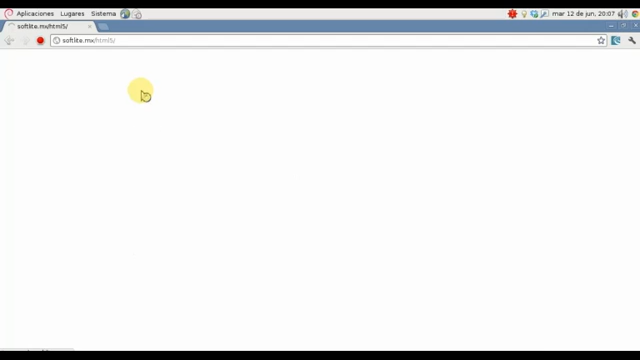 Aplicaciones Lugares Sistema mar 12 de jun, 20:07
softlite.mx/html5/
softlite.mx/html5/